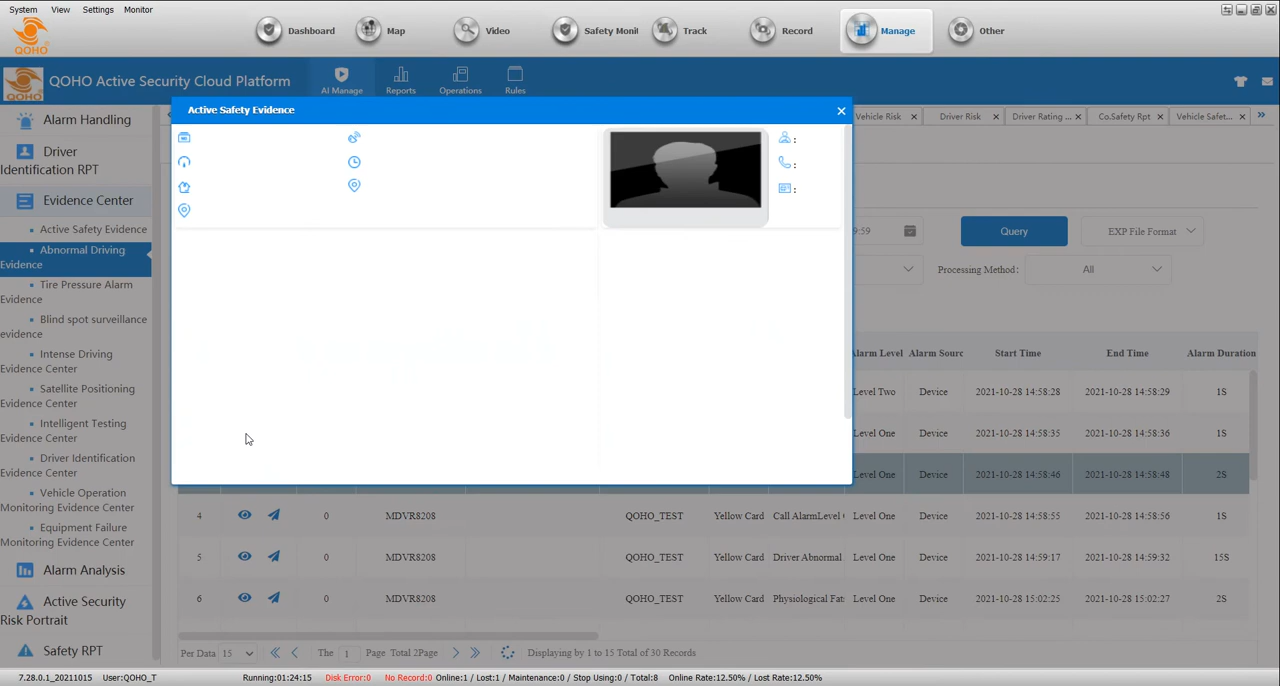 System View Settings Monitor
Dashboard Map Video Safety Monit Track Record Manage Other
QOHO
QOHO Active Security Cloud Platform
QOHO
AI Manage Reports Operations Rules
Alarm Handling
Driver
Identification RPT
Evidence Center
Active Safety Evidence
Abnormal Driving
Evidence
Tire Pressure Alarm
Evidence
Blind spot surveillance
evidence
Intense Driving
Evidence Center
Satellite Positioning
Evidence Center
Intelligent Testing
Evidence Center
Driver Identification
Evidence Center
Vehicle Operation
Monitoring Evidence Center
Equipment Failure
Monitoring Evidence Center
Alarm Analysis
Active Security
Risk Portrait
Safety RPT
Active Safety Evidence
:
:
:
Vehicle Risk Driver Risk Driver Rating ... Co.Safety Rpt Vehicle Safet...
9:59 Query EXP File Format
Processing Method: All
Alarm Level Alarm Sourc Start Time End Time Alarm Duration
Level Two Device 2021-10-28 14:58:28 2021-10-28 14:58:29 1S
Level One Device 2021-10-28 14:58:35 2021-10-28 14:58:36 1S
Level One Device 2021-10-28 14:58:46 2021-10-28 14:58:48 2S
4 0 MDVR8208 QOHO_TEST Yellow Card Call AlarmLevel Level One Device 2021-10-28 14:58:55 2021-10-28 14:58:56 1S
5 0 MDVR8208 QOHO_TEST Yellow Card Driver Abnormal Level One Device 2021-10-28 14:59:17 2021-10-28 14:59:32 15S
6 0 MDVR8208 QOHO_TEST Yellow Card Physiological Fat Level One Device 2021-10-28 15:02:25 2021-10-28 15:02:27 2S
Per Data 15 The 1 Page Total 2Page Displaying by 1 to 15 Total of 30 Records
7.28.0.1_20211015 User:QOHO_T Running:01:24:15 Disk Error:0 No Record:0 Online:1 / Lost:1 / Maintenance:0 / Stop Using:0 / Total:8 Online Rate:12.50% / Lost Rate:12.50%